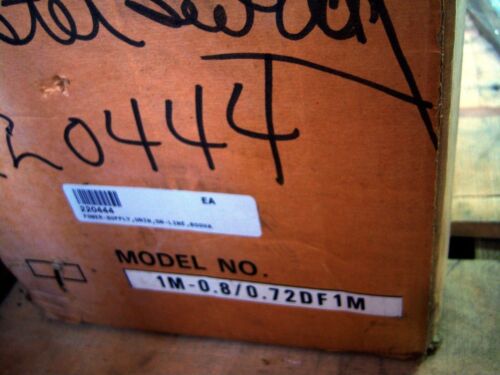 20444
EA
220444
POWER-SUPPLY,UNIN,ON-LINE,800VA
MODEL NO.
1M-0.8/0.72DF1M